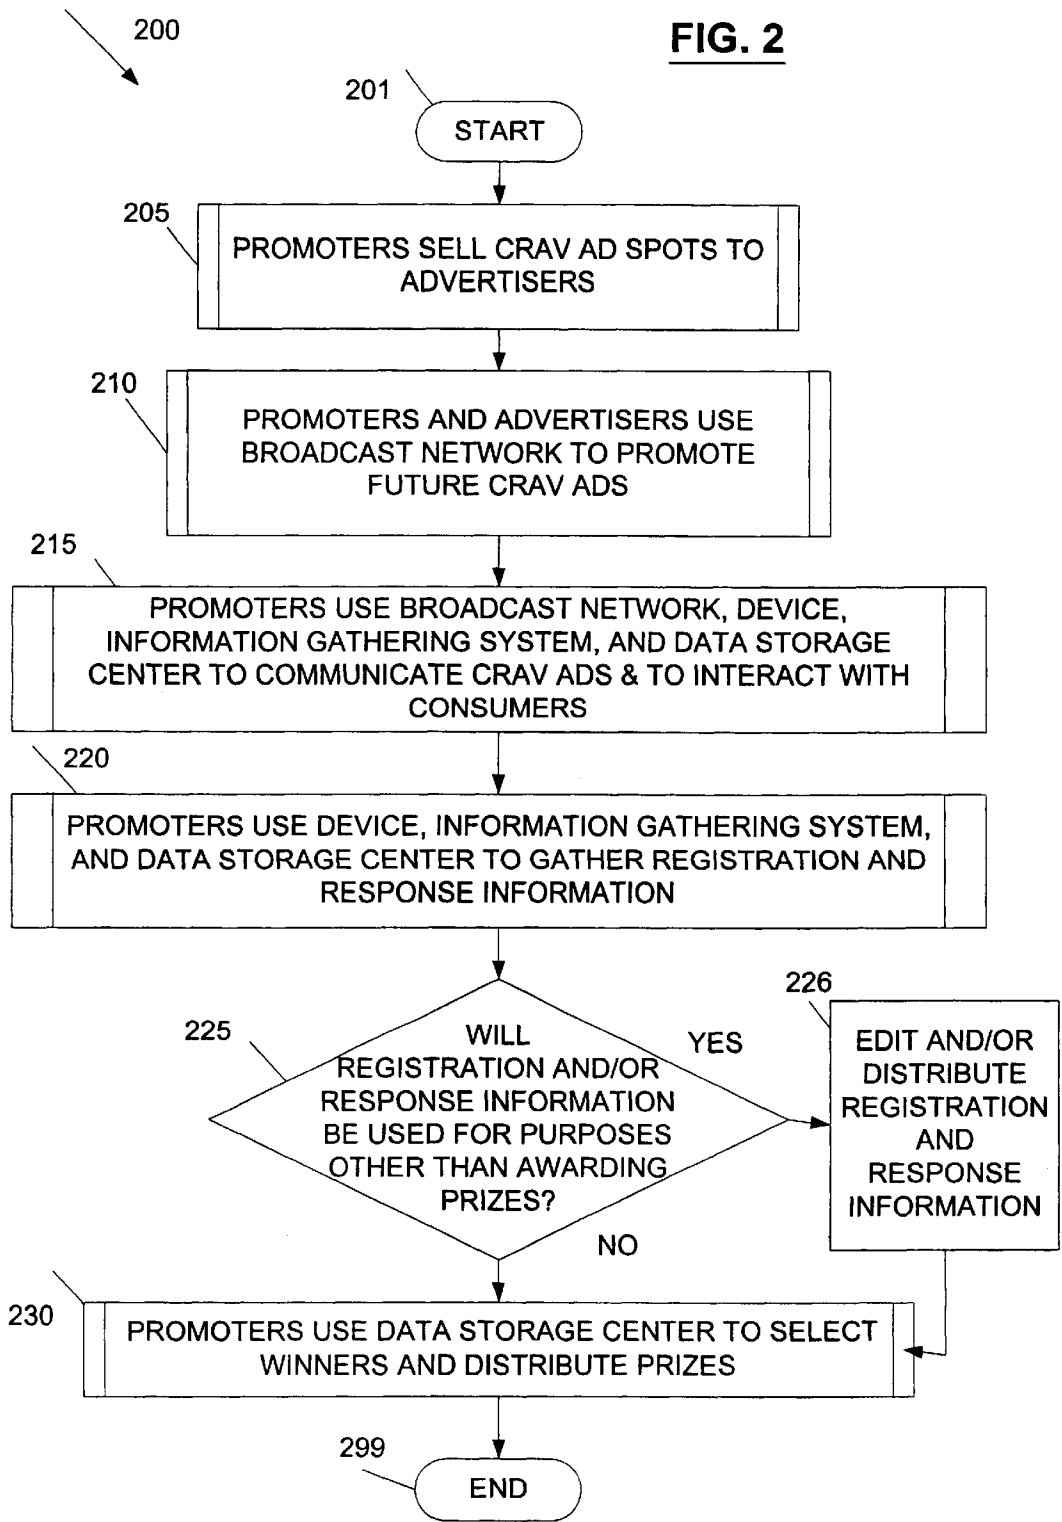 200
FIG. 2
201
START
205
PROMOTERS SELL CRAV AD SPOTS TO
ADVERTISERS
210
PROMOTERS AND ADVERTISERS USE
BROADCAST NETWORK TO PROMOTE
FUTURE CRAV ADS
215
PROMOTERS USE BROADCAST NETWORK, DEVICE,
INFORMATION GATHERING SYSTEM, AND DATA STORAGE
CENTER TO COMMUNICATE CRAV ADS & TO INTERACT WITH
CONSUMERS
220
PROMOTERS USE DEVICE, INFORMATION GATHERING SYSTEM,
AND DATA STORAGE CENTER TO GATHER REGISTRATION AND
RESPONSE INFORMATION
225
WILL
REGISTRATION AND/OR
RESPONSE INFORMATION
BE USED FOR PURPOSES
OTHER THAN AWARDING
PRIZES?
YES
NO
226
EDIT AND/OR
DISTRIBUTE
REGISTRATION
AND
RESPONSE
INFORMATION
230
PROMOTERS USE DATA STORAGE CENTER TO SELECT
WINNERS AND DISTRIBUTE PRIZES
299
END